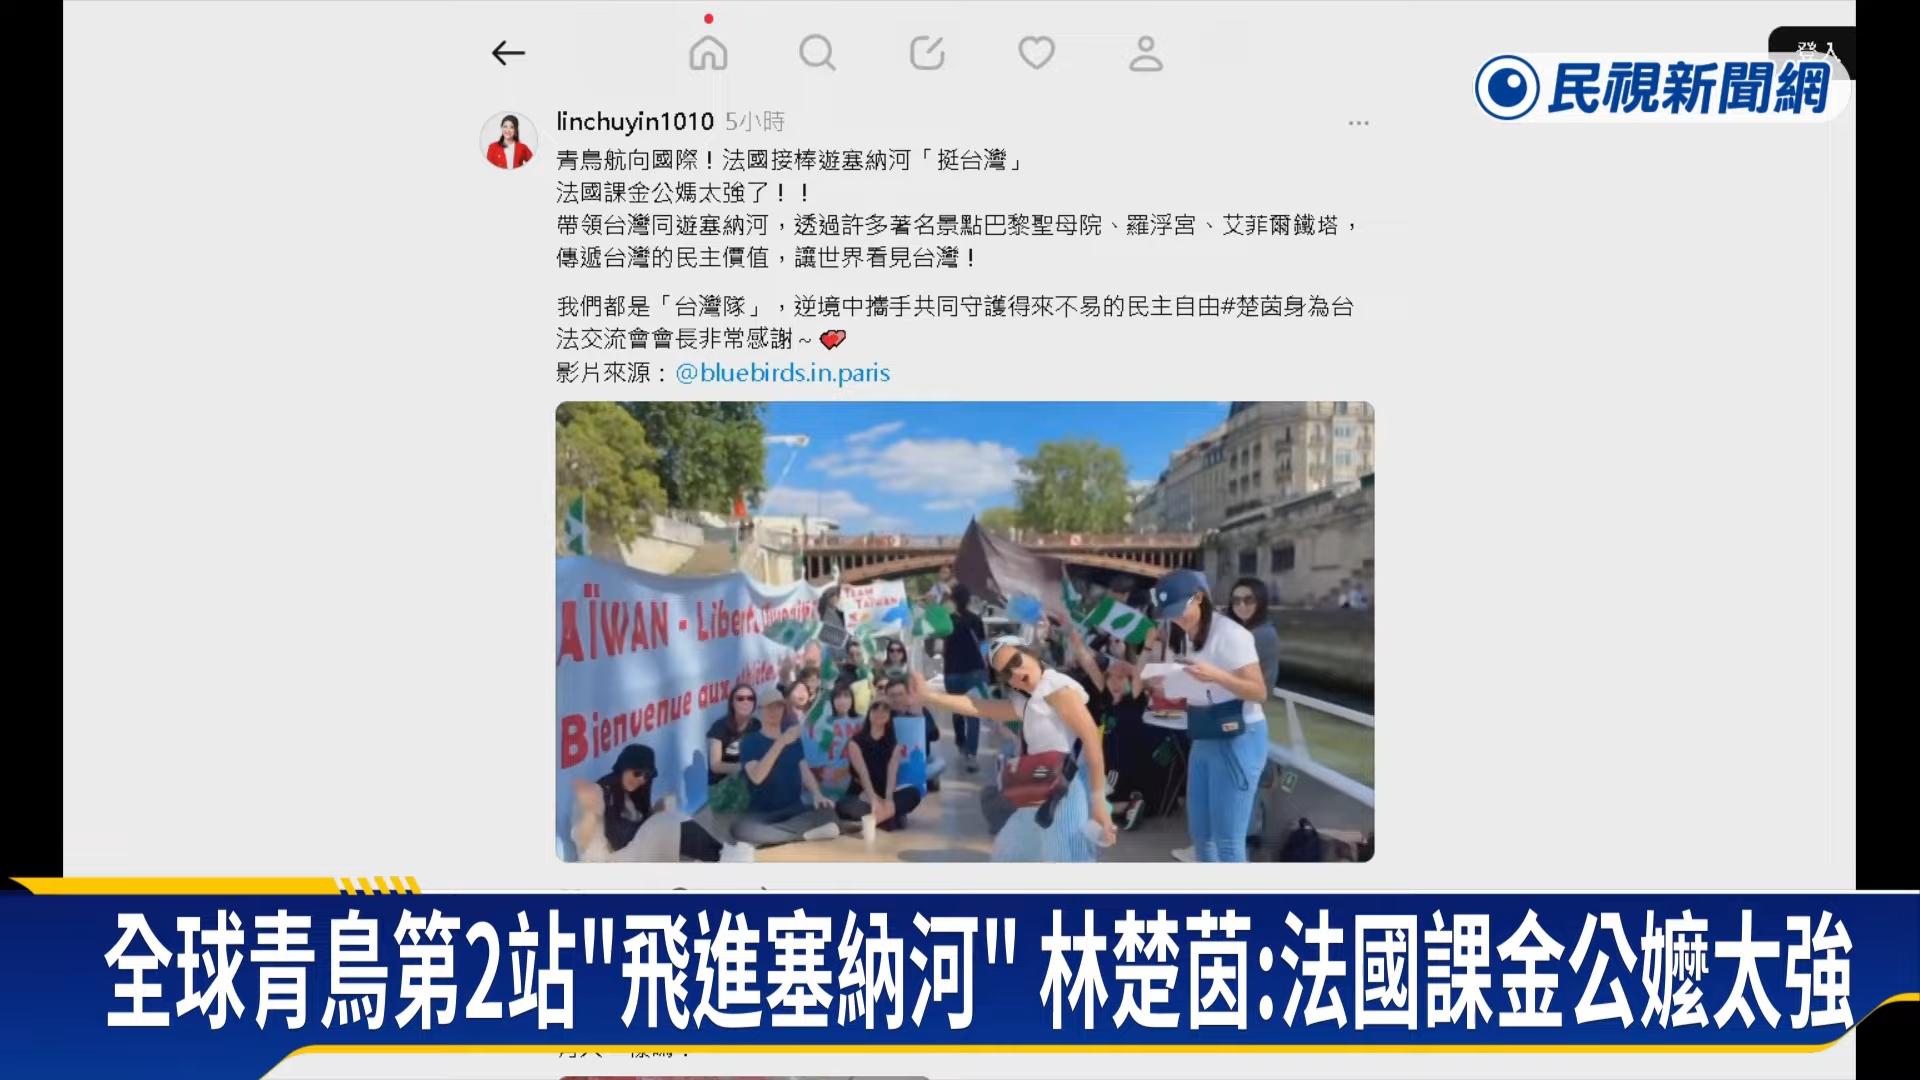 登入
民視新聞網
linchuyin1010 5小時
青鳥航向國際！法國接棒遊塞納河「挺台灣」
法國課金公媽太強了！！
帶領台灣同遊塞納河，透過許多著名景點巴黎聖母院、羅浮宮、艾菲爾鐵塔，
傳遞台灣的民主價值，讓世界看見台灣！
我們都是「台灣隊」，逆境中攜手共同守護得來不易的民主自由#楚茵身為台
法交流會會長非常感謝~
影片來源：@bluebirds.in.paris
TEAM
TAIWAN
AÏWAN - Liberté
Bienvenue aux
全球青鳥第2站"飛進塞納河" 林楚茵:法國課金公嬤太強